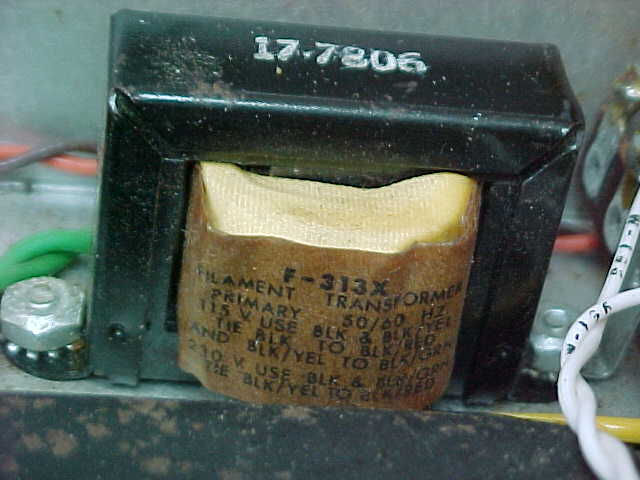 17-7806
F-313X
FILAMENT TRANSFORMER
PRIMARY 50/60 HZ
115 V USE BLK & BLK/YEL
TIE BLK TO BLK/RED
AND BLK/YEL TO BLK/GRN
230 V USE BLK & BLK/GRN
TIE BLK/YEL TO BLK/RED